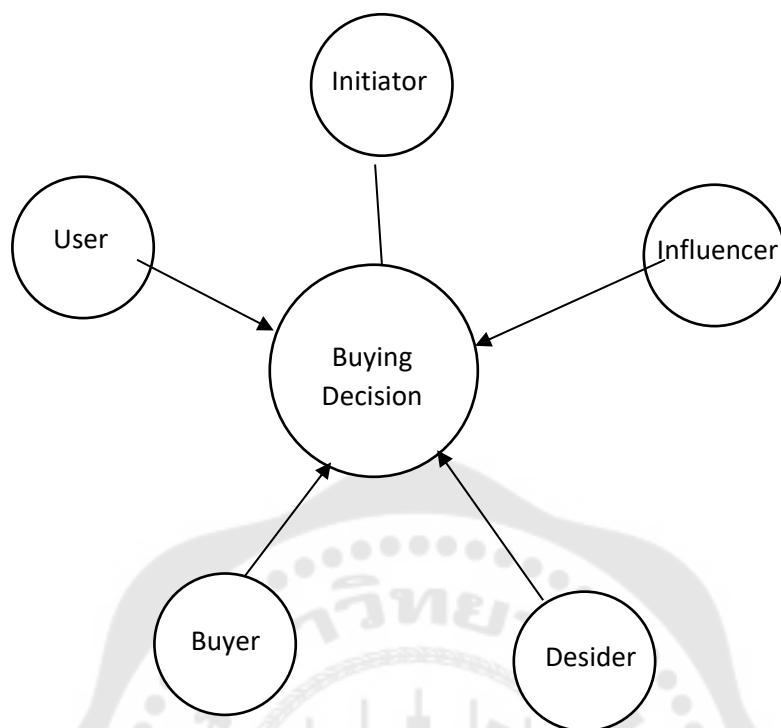 Initiator
User
Influencer
Buying
Decision
Buyer
Desider